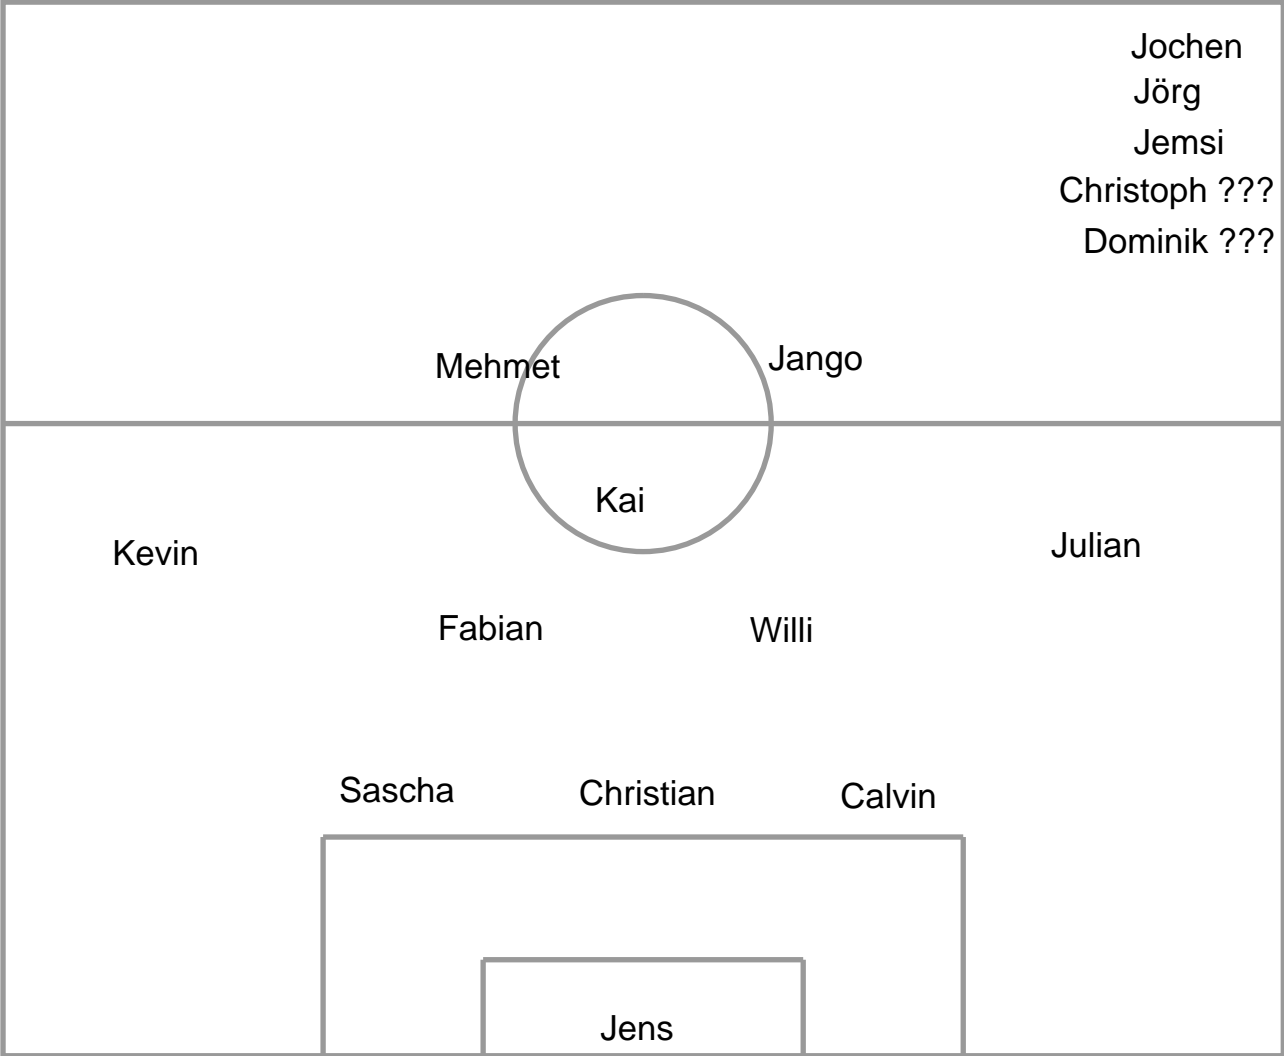 Jochen
Jörg
Jemsi
Christoph ???
Dominik ???
Mehmet
Jango
Kai
Kevin
Julian
Fabian
Willi
Sascha
Christian
Calvin
Jens